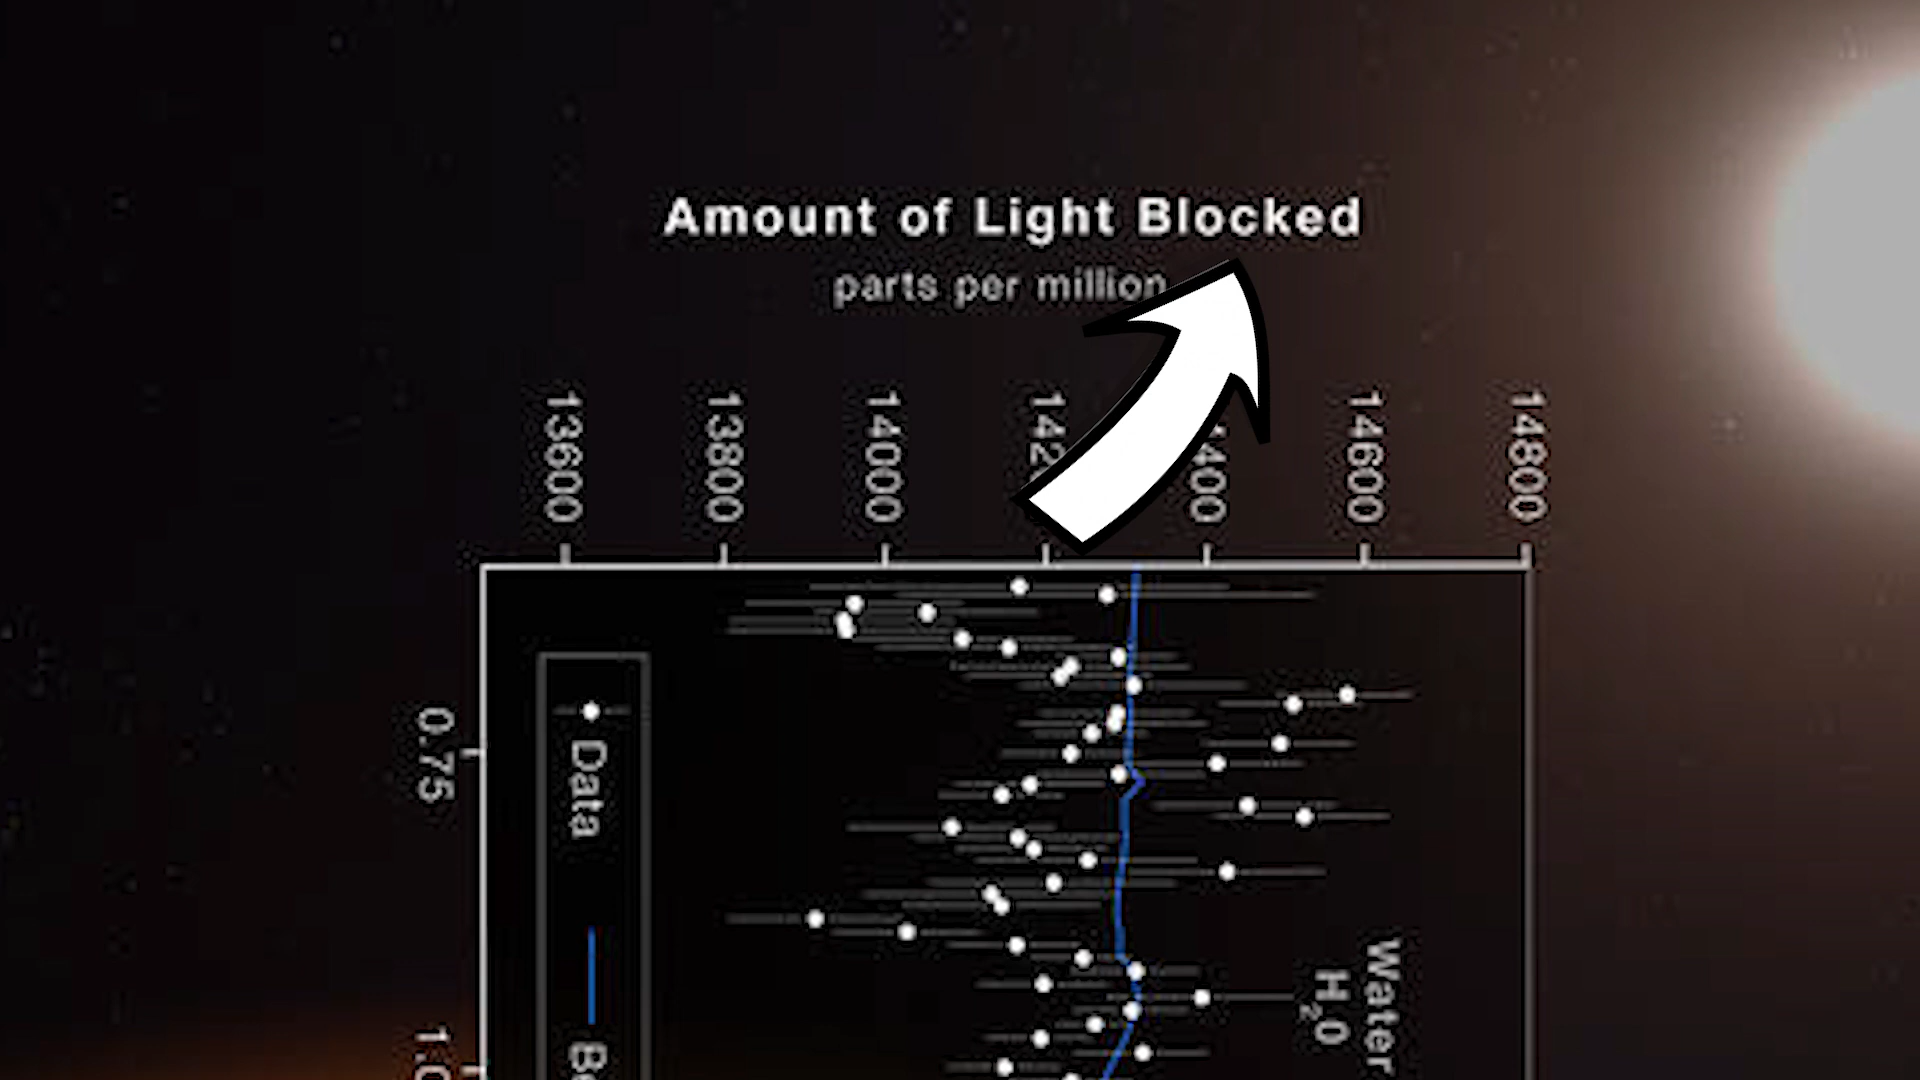 Amount of Light Blocked
parts per million
13600
13800
14000
14600
14800
0.75
Data
Water
H₂O